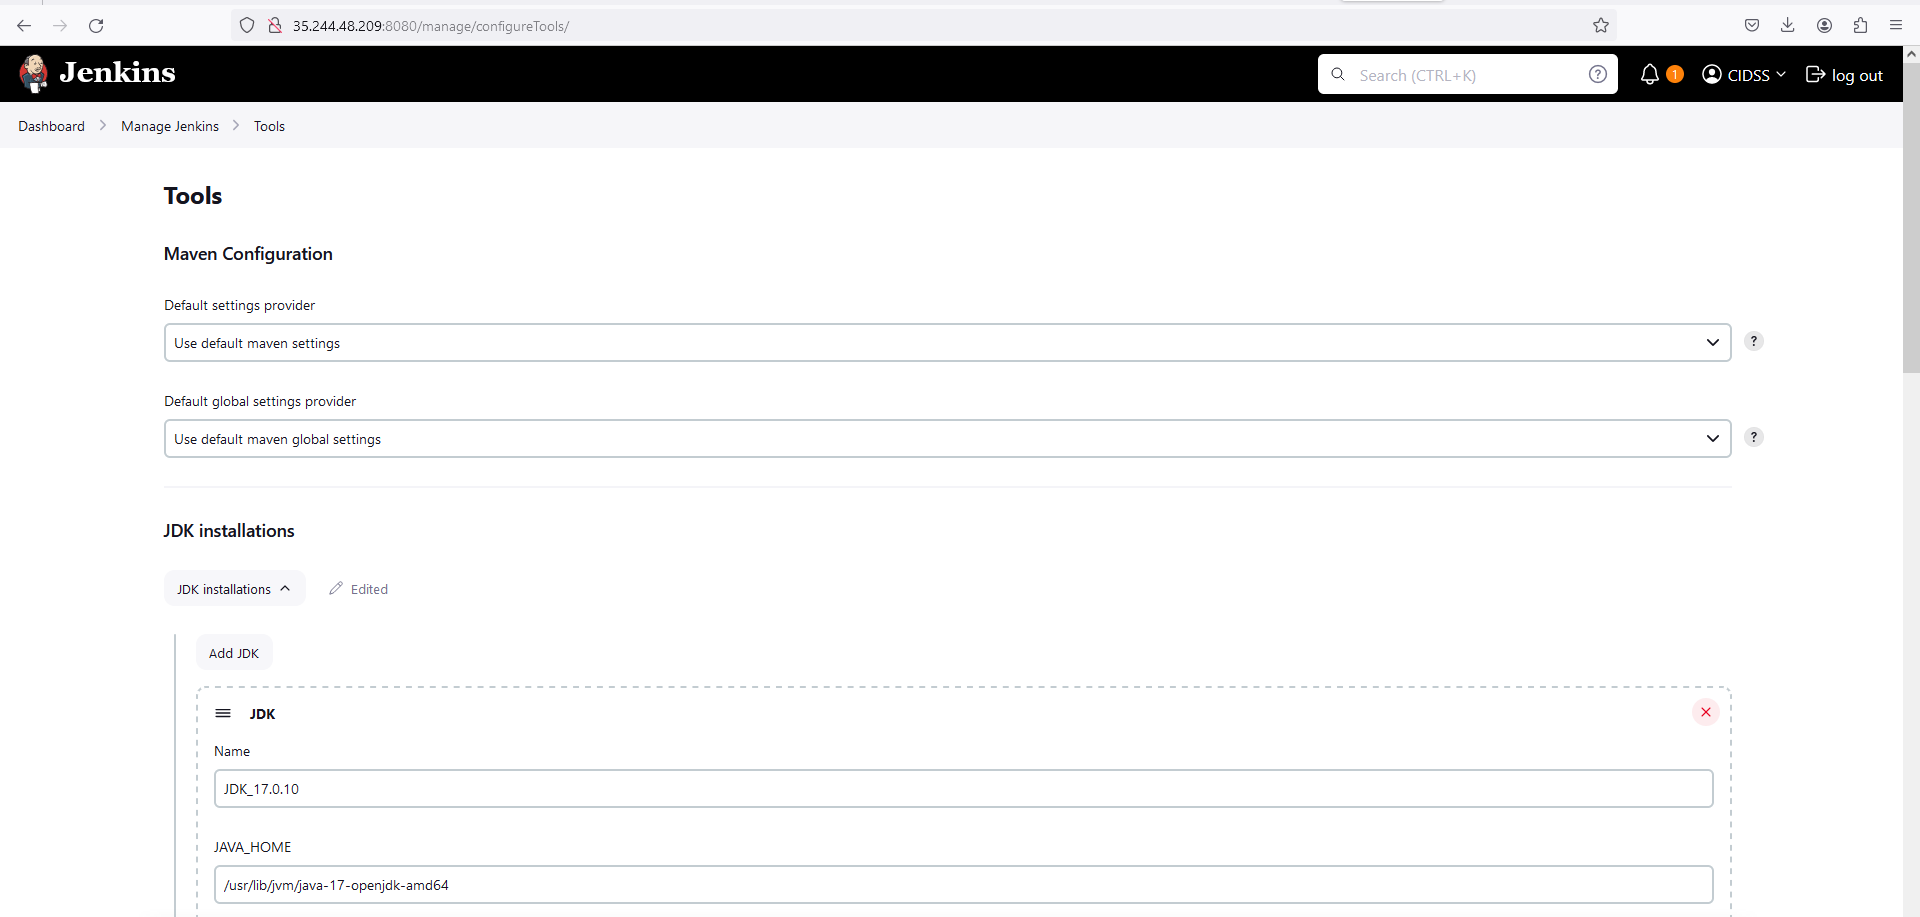 35.244.48.209:8080/manage/configureTools/
Jenkins
Search (CTRL+K)
?
1
CIDSS
log out
Dashboard
Manage Jenkins
Tools
Tools
Maven Configuration
Default settings provider
Use default maven settings
?
Default global settings provider
Use default maven global settings
?
JDK installations
JDK installations
Edited
Add JDK
JDK
Name
JDK_17.0.10
JAVA_HOME
/usr/lib/jvm/java-17-openjdk-amd64